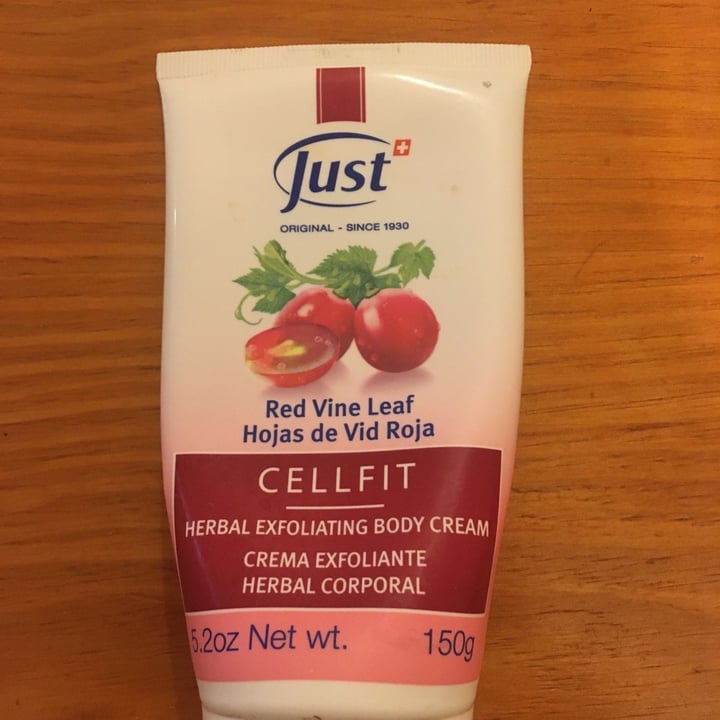 Just
ORIGINAL - SINCE 1930
Red Vine Leaf
Hojas de Vid Roja
CELLFIT
HERBAL EXFOLIATING BODY CREAM
CREMA EXFOLIANTE
HERBAL CORPORAL
5.2oz Net wt. 150g